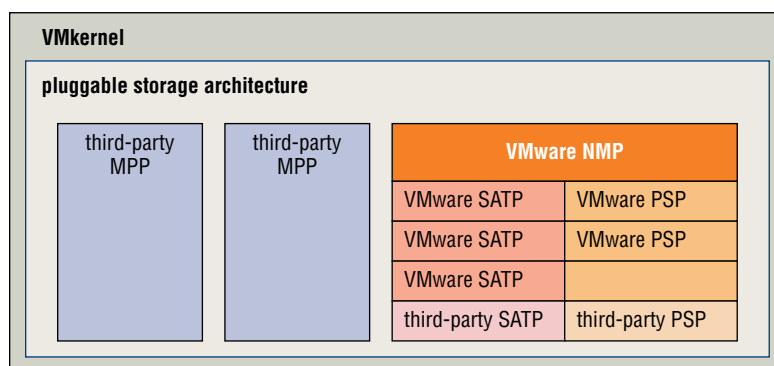 VMkernel
pluggable storage architecture
third-party
MPP
third-party
MPP
VMware NMP
VMware SATP
VMware PSP
VMware SATP
VMware PSP
VMware SATP
third-party SATP
third-party PSP